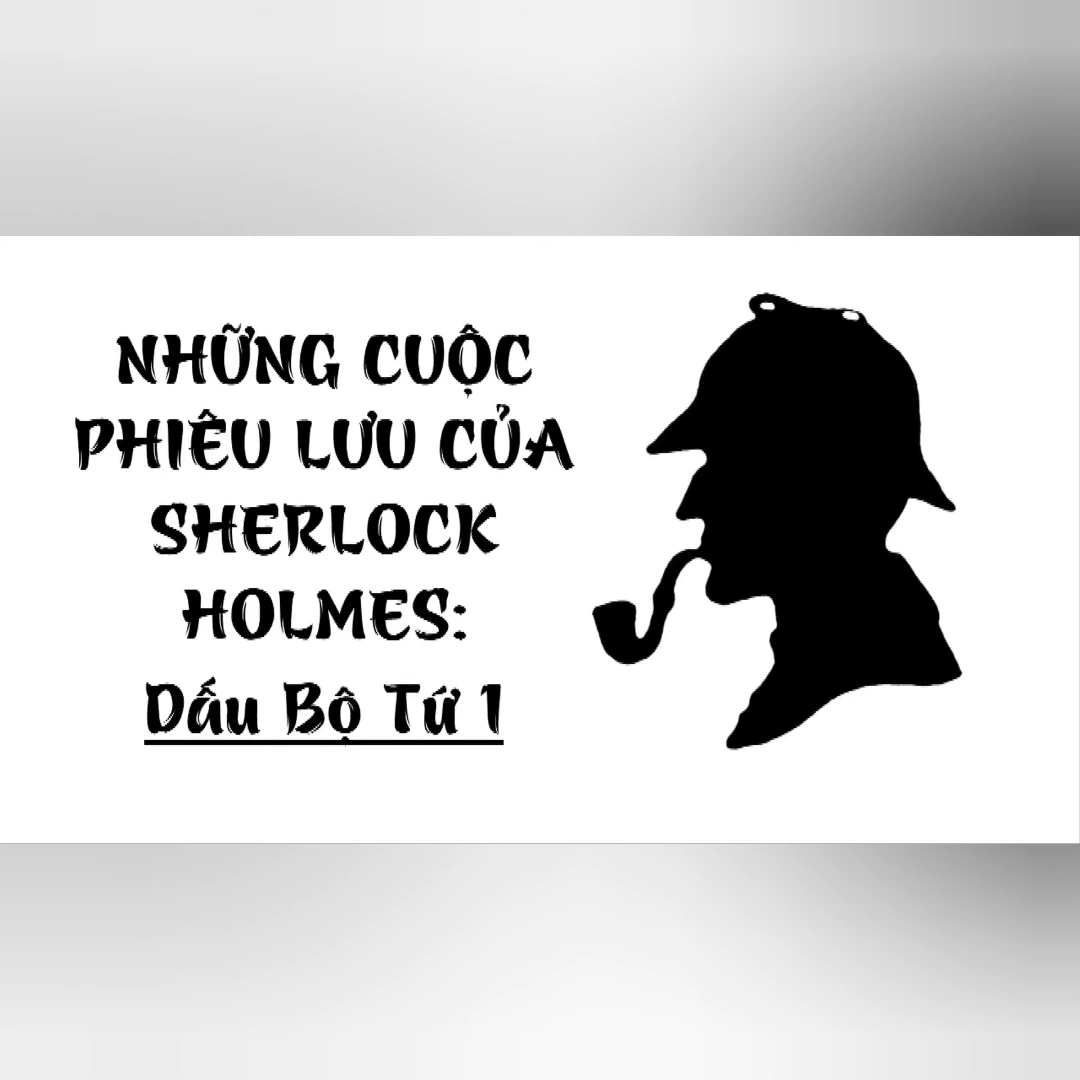 NHỮNG CUỘC
PHIÊU LƯU CỦA
SHERLOCK
HOLMES:
Dấu Bộ Tứ 1